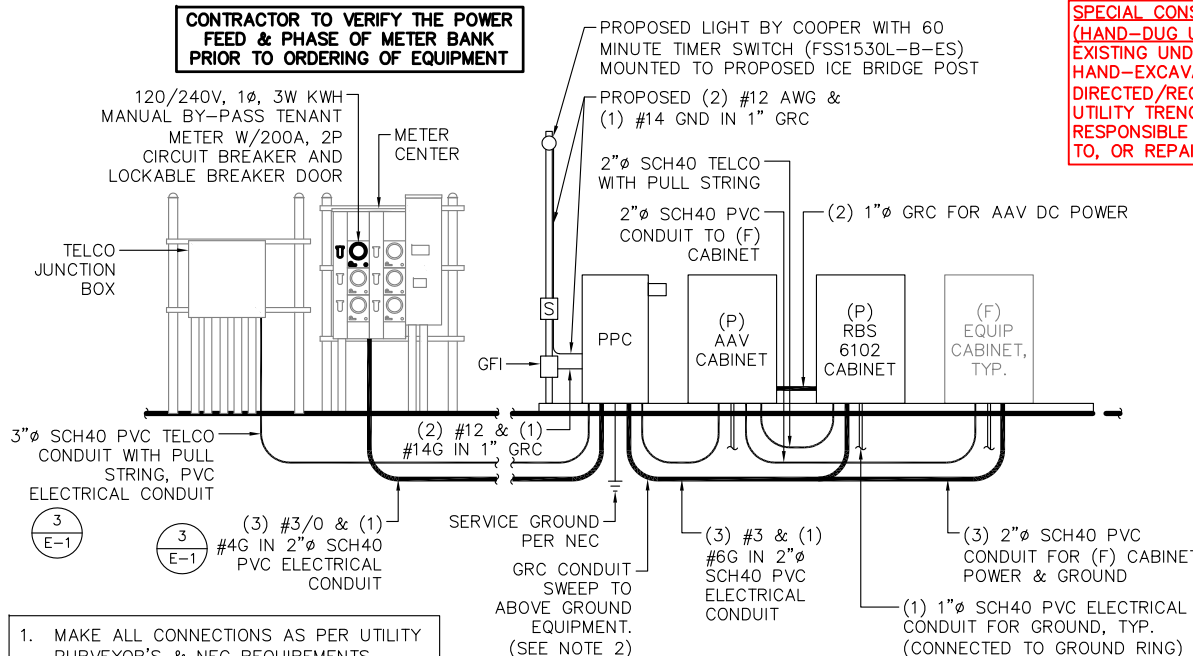 CONTRACTOR TO VERIFY THE POWER
FEED & PHASE OF METER BANK
PRIOR TO ORDERING OF EQUIPMENT
PROPOSED LIGHT BY COOPER WITH 60
MINUTE TIMER SWITCH (FSS1530L-B-ES)
MOUNTED TO PROPOSED ICE BRIDGE POST
SPECIAL CONS
(HAND-DUG U
EXISTING UND
HAND-EXCAVA
DIRECTED/REC
UTILITY TRENC
RESPONSIBLE
TO, OR REPAI
120/240V, 1ø, 3W KWH
MANUAL BY-PASS TENANT
METER W/200A, 2P
CIRCUIT BREAKER AND
LOCKABLE BREAKER DOOR
METER
CENTER
PROPOSED (2) #12 AWG &
(1) #14 GND IN 1" GRC
2"ø SCH40 TELCO
WITH PULL STRING
2"ø SCH40 PVC
CONDUIT TO (F)
CABINET
(2) 1"ø GRC FOR AAV DC POWER
TELCO
JUNCTION
BOX
S
GFI
PPC
(P)
AAV
CABINET
(P)
RBS
6102
CABINET
(F)
EQUIP
CABINET,
TYP.
3"ø SCH40 PVC TELCO
CONDUIT WITH PULL
STRING, PVC
ELECTRICAL CONDUIT
3
E-1
(2) #12 & (1)
#14G IN 1" GRC
3
E-1
(3) #3/0 & (1)
#4G IN 2"ø SCH40
PVC ELECTRICAL
CONDUIT
SERVICE GROUND
PER NEC
GRC CONDUIT
SWEEP TO
ABOVE GROUND
EQUIPMENT.
(SEE NOTE 2)
(3) #3 & (1)
#6G IN 2"ø
SCH40 PVC
ELECTRICAL
CONDUIT
(3) 2"ø SCH40 PVC
CONDUIT FOR (F) CABINET
POWER & GROUND
(1) 1"ø SCH40 PVC ELECTRICAL
CONDUIT FOR GROUND, TYP.
(CONNECTED TO GROUND RING)
1. MAKE ALL CONNECTIONS AS PER UTILITY
PURVEYOR'S & NEC REQUIREMENTS